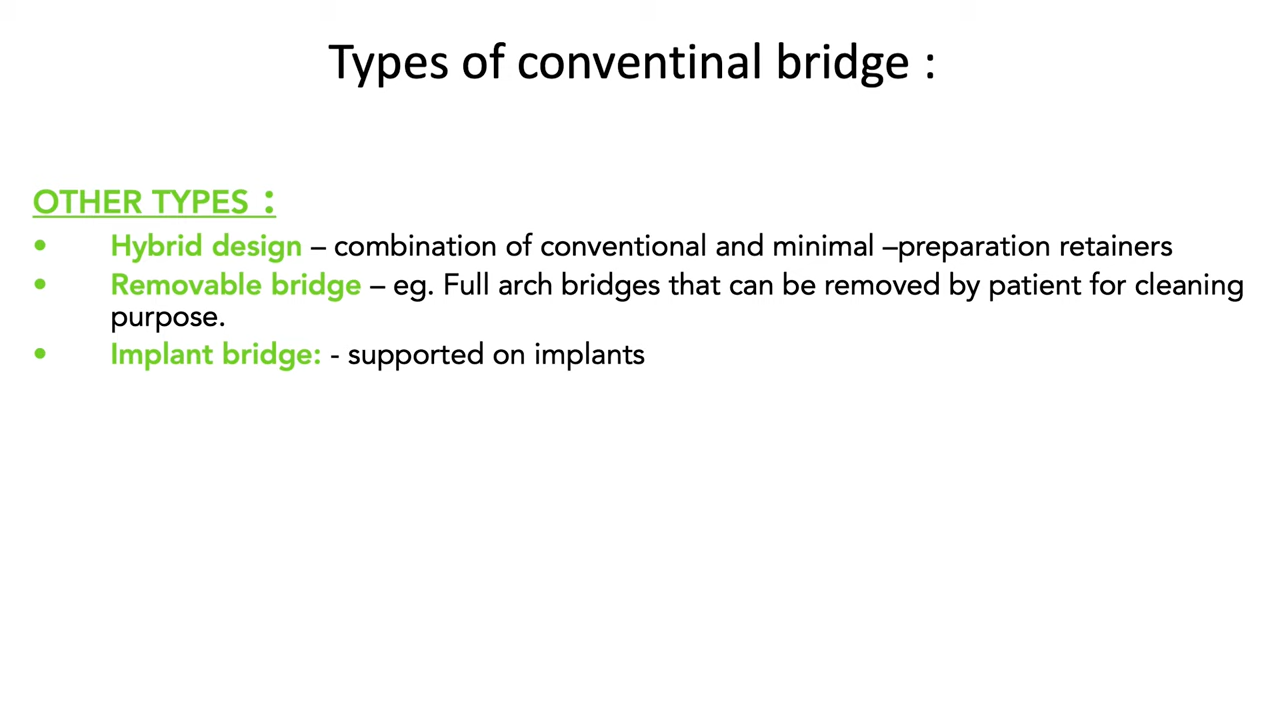 Types of conventinal bridge :
OTHER TYPES :
• Hybrid design – combination of conventional and minimal –preparation retainers
• Removable bridge – eg. Full arch bridges that can be removed by patient for cleaning
purpose.
• Implant bridge: - supported on implants